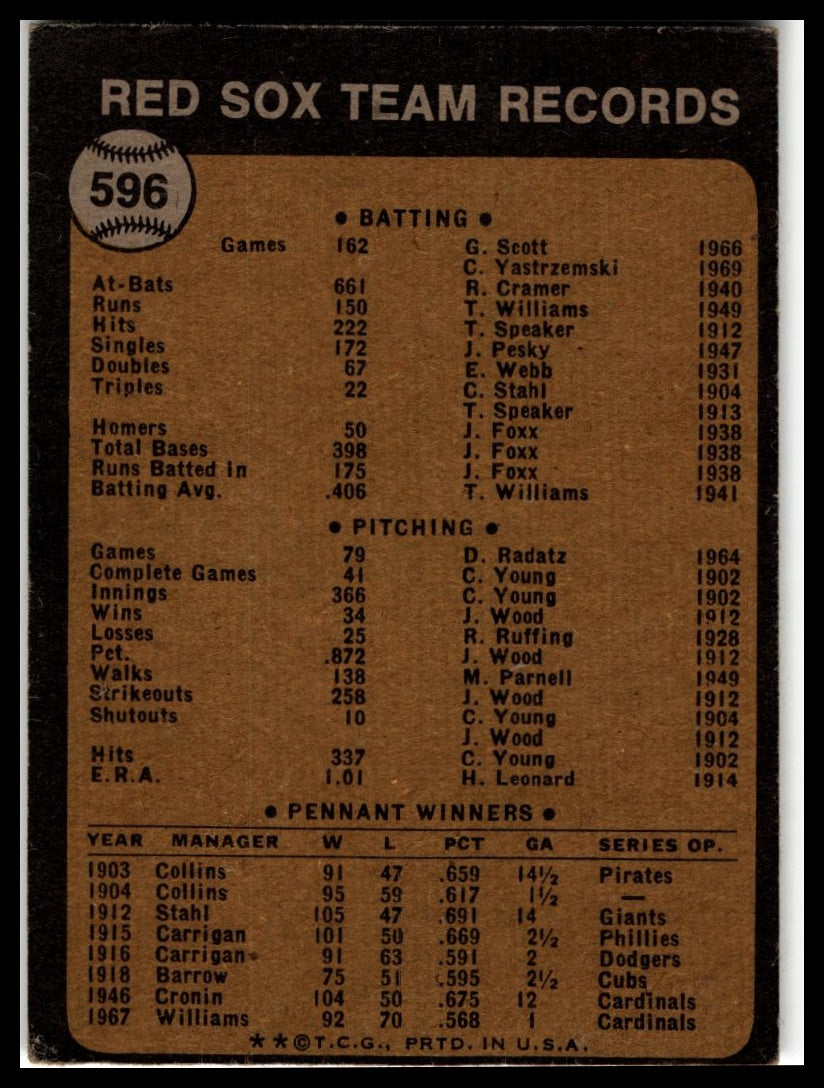 RED SOX TEAM RECORDS
596
• BATTING •
Games 162 G. Scott 1966
C. Yastrzemski 1969
At-Bats 661 R. Cramer 1940
Runs 150 T. Williams 1949
Hits 222 T. Speaker 1912
Singles 172 J. Pesky 1947
Doubles 67 E. Webb 1931
Triples 22 C. Stahl 1904
T. Speaker 1913
Homers 50 J. Foxx 1938
Total Bases 398 J. Foxx 1938
Runs Batted in 175 J. Foxx 1938
Batting Avg. .406 T. Williams 1941
• PITCHING •
Games 79 D. Radatz 1964
Complete Games 41 C. Young 1902
Innings 366 C. Young 1902
Wins 34 J. Wood 1912
Losses 25 R. Ruffing 1928
Pct. .872 J. Wood 1912
Walks 138 M. Parnell 1949
Strikeouts 258 J. Wood 1912
Shutouts 10 C. Young 1904
J. Wood 1912
Hits 337 C. Young 1902
E.R.A. 1.01 H. Leonard 1914
• PENNANT WINNERS •
YEAR MANAGER W L PCT GA SERIES OP.
1903 Collins 91 47 .659 14½ Pirates
1904 Collins 95 59 .617 1½ —
1912 Stahl 105 47 .691 14 Giants
1915 Carrigan 101 50 .669 2½ Phillies
1916 Carrigan 91 63 .591 2 Dodgers
1918 Barrow 75 51 .595 2½ Cubs
1946 Cronin 104 50 .675 12 Cardinals
1967 Williams 92 70 .568 1 Cardinals
**©T.C.G., PRTD. IN U.S.A.